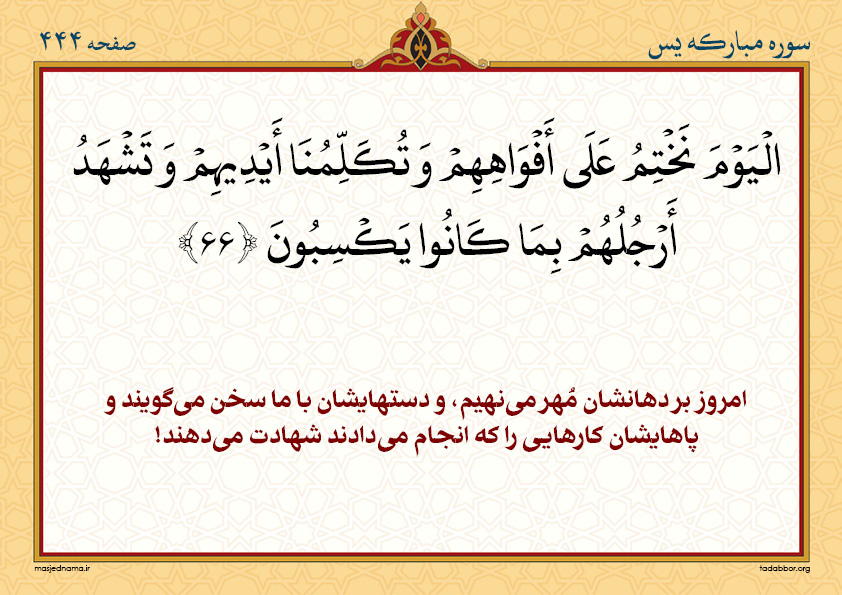 سوره مبارکه یس
صفحه ۴۴۴
الْيَوْمَ نَخْتِمُ عَلَى أَفْوَاهِهِمْ وَ تُكَلِّمُنَا أَيْدِيهِمْ وَ تَشْهَدُ
أَرْجُلُهُمْ بِمَا كَانُوا يَكْسِبُونَ ﴿۶۶﴾
امروز بر دهانشان مُهر می‌نهیم، و دستهایشان با ما سخن می‌گویند و
پاهایشان کارهایی را که انجام می‌دادند شهادت می‌دهند!
masjednama.ir
tadabbor.org